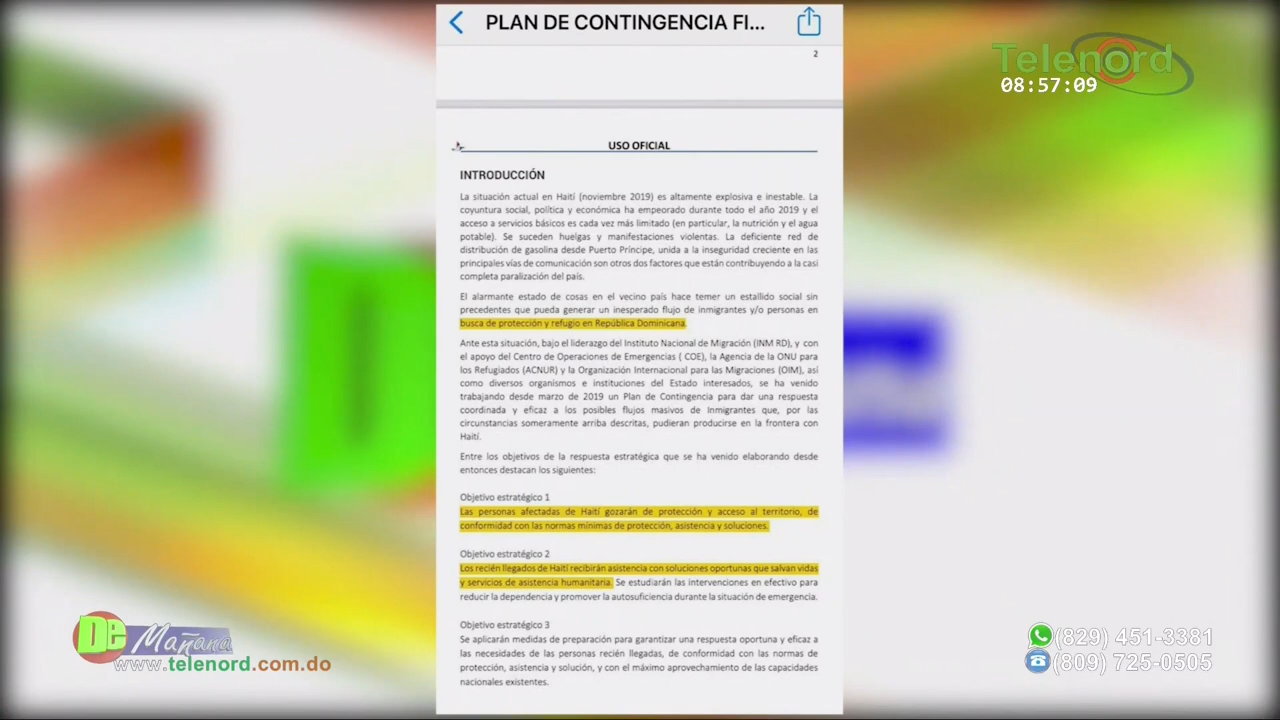 PLAN DE CONTINGENCIA FI...
Telenord
08:57:09
2
USO OFICIAL
INTRODUCCIÓN
La situación actual en Haití (noviembre 2019) es altamente explosiva e inestable. La
coyuntura social, política y económica ha empeorado durante todo el año 2019 y el
acceso a servicios básicos es cada vez más limitado (en particular, la nutrición y el agua
potable). Se suceden huelgas y manifestaciones violentas. La deficiente red de
distribución de gasolina desde Puerto Príncipe, unida a la inseguridad creciente en las
principales vías de comunicación son otros dos factores que están contribuyendo a la casi
completa paralización del país.
El alarmante estado de cosas en el vecino país hace temer un estallido social sin
precedentes que pueda generar un inesperado flujo de inmigrantes y/o personas en
busca de protección y refugio en República Dominicana.
Ante esta situación, bajo el liderazgo del Instituto Nacional de Migración (INM RD), y con
el apoyo del Centro de Operaciones de Emergencias ( COE), la Agencia de la ONU para
los Refugiados (ACNUR) y la Organización Internacional para las Migraciones (OIM), así
como diversos organismos e instituciones del Estado interesados, se ha venido
trabajando desde marzo de 2019 un Plan de Contingencia para dar una respuesta
coordinada y eficaz a los posibles flujos masivos de inmigrantes que, por las
circunstancias someramente arriba descritas, pudieran producirse en la frontera con
Haití.
Entre los objetivos de la respuesta estratégica que se ha venido elaborando desde
entonces destacan los siguientes:
Objetivo estratégico 1
Las personas afectadas de Haití gozarán de protección y acceso al territorio, de
conformidad con las normas mínimas de protección, asistencia y soluciones.
Objetivo estratégico 2
Los recién llegados de Haití recibirán asistencia con soluciones oportunas que salvan vidas
y servicios de asistencia humanitaria. Se estudiarán las intervenciones en efectivo para
reducir la dependencia y promover la autosuficiencia durante la situación de emergencia.
Objetivo estratégico 3
Se aplicarán medidas de preparación para garantizar una respuesta oportuna y eficaz a
las necesidades de las personas recién llegadas, de conformidad con las normas de
protección, asistencia y solución, y con el máximo aprovechamiento de las capacidades
nacionales existentes.
De Mañana
www.telenord.com.do
(829) 451-3381
(809) 725-0505